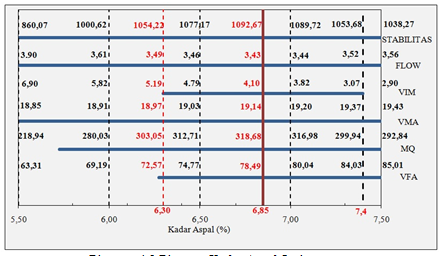 860,07 1000,62 1054,22 1077,17 1092,67 1089,72 1053,68 1038,27
STABILITAS
3.90 3,61 3,49 3,46 3,43 3,44 3,52 3,56
FLOW
6,90 5,82 5.19 4.79 4,10 3.82 3.07 2,90
VIM
18,85 18,91 18,97 19,03 19,14 19,20 19,37 19,43
VMA
218,94 280,03 303,05 312,71 318,68 316,98 299,94 292,84
MQ
63,31 69,19 72,57 74,77 78,49 80,04 84,03 85,01
VFA
5,50 6,00 6,30 6,50 6,85 7,00 7,4 7,50
Kadar Aspal (%)